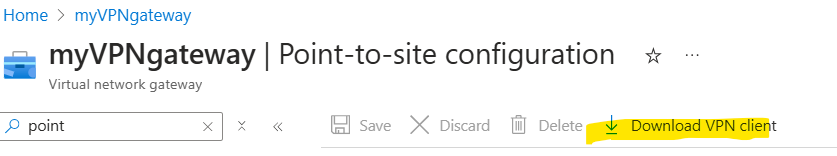 Home > myVPNgateway
myVPNgateway | Point-to-site configuration
Virtual network gateway
point
Save Discard Delete Download VPN client